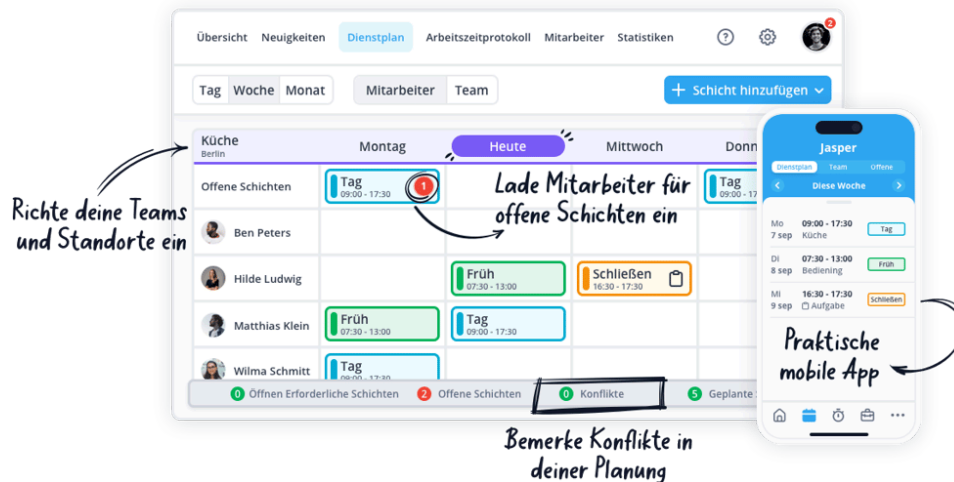 Übersicht Neuigkeiten Dienstplan Arbeitszeitprotokoll Mitarbeiter Statistiken ? 2
Tag Woche Monat Mitarbeiter Team + Schicht hinzufügen
Küche
Berlin
Montag Heute Mittwoch Donn
Offene Schichten
Tag
09:00 - 17:30
1
Tag
09:00 - 17
Ben Peters
Hilde Ludwig
Früh
07:30 - 13:00
Schließen
16:30 - 17:30
Matthias Klein
Früh
07:30 - 13:00
Tag
09:00 - 17:30
Wilma Schmitt
Tag
09:00 - 17:30
0 Öffnen Erforderliche Schichten 2 Offene Schichten 0 Konflikte 5 Geplante
Richte deine Teams
und Standorte ein
Lade Mitarbeiter für
offene Schichten ein
Bemerke Konflikte in
deiner Planung
Jasper
Dienstplan Team Offene
Diese Woche
Mo 09:00 - 17:30
7 sep Küche
Tag
DI 07:30 - 13:00
8 sep Bediening
Früh
MI 16:30 - 17:30
9 sep Aufgabe
Schließen
Praktische
mobile App